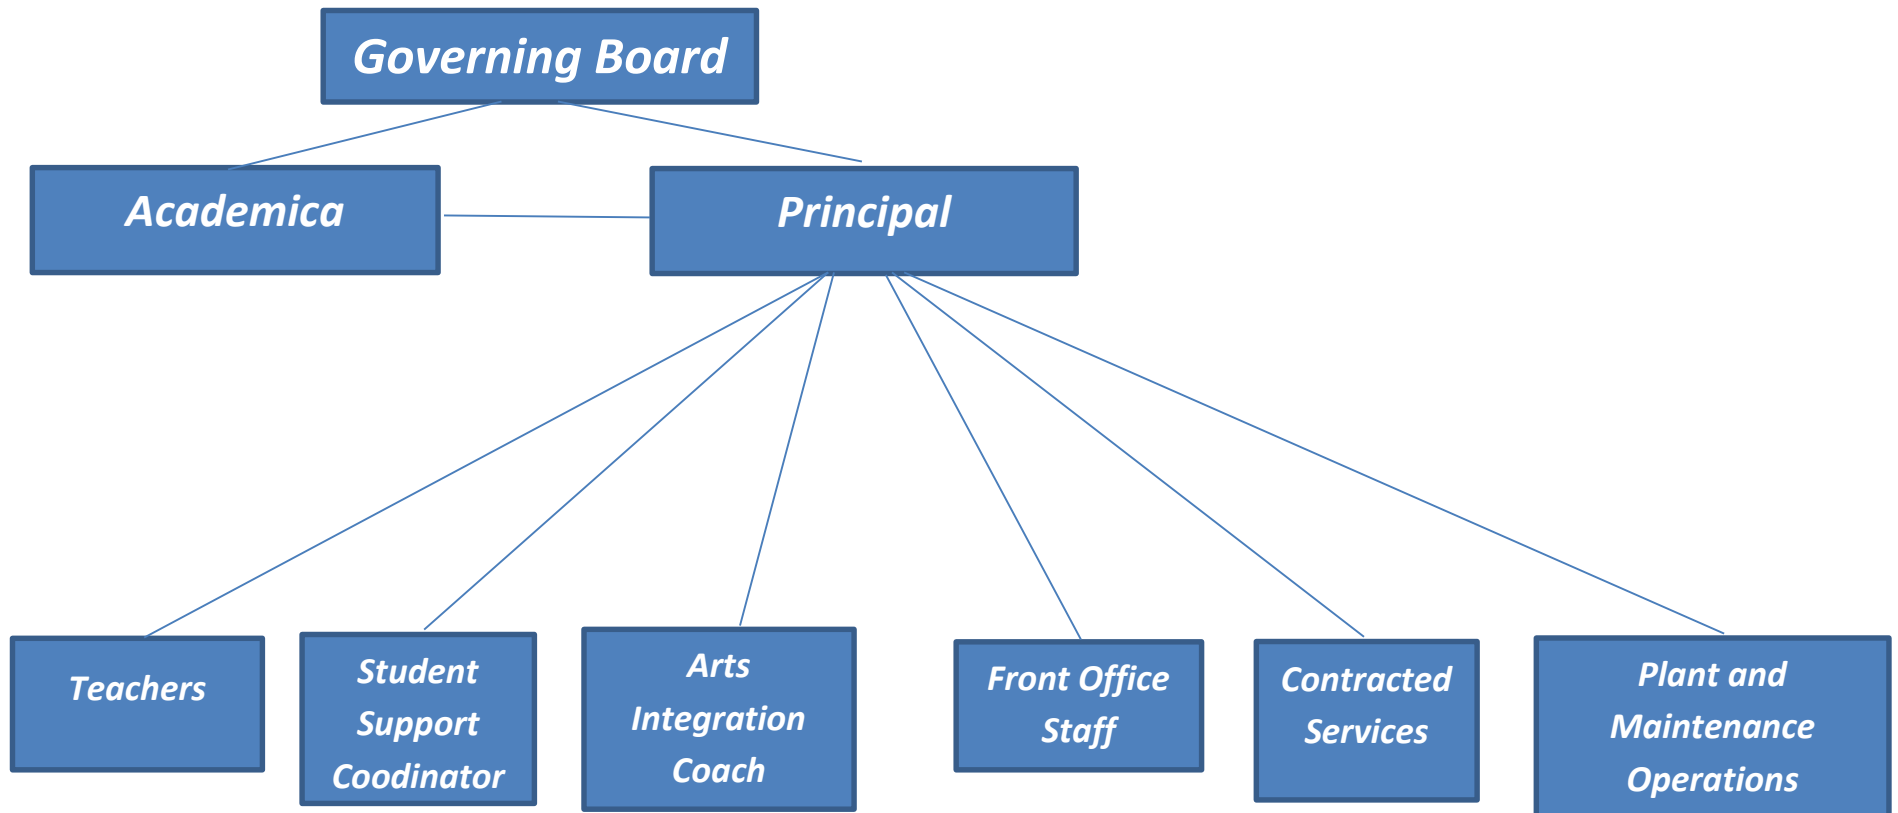 Governing Board
Academica
Principal
Teachers
Student
Support
Coodinator
Arts
Integration
Coach
Front Office
Staff
Contracted
Services
Plant and
Maintenance
Operations